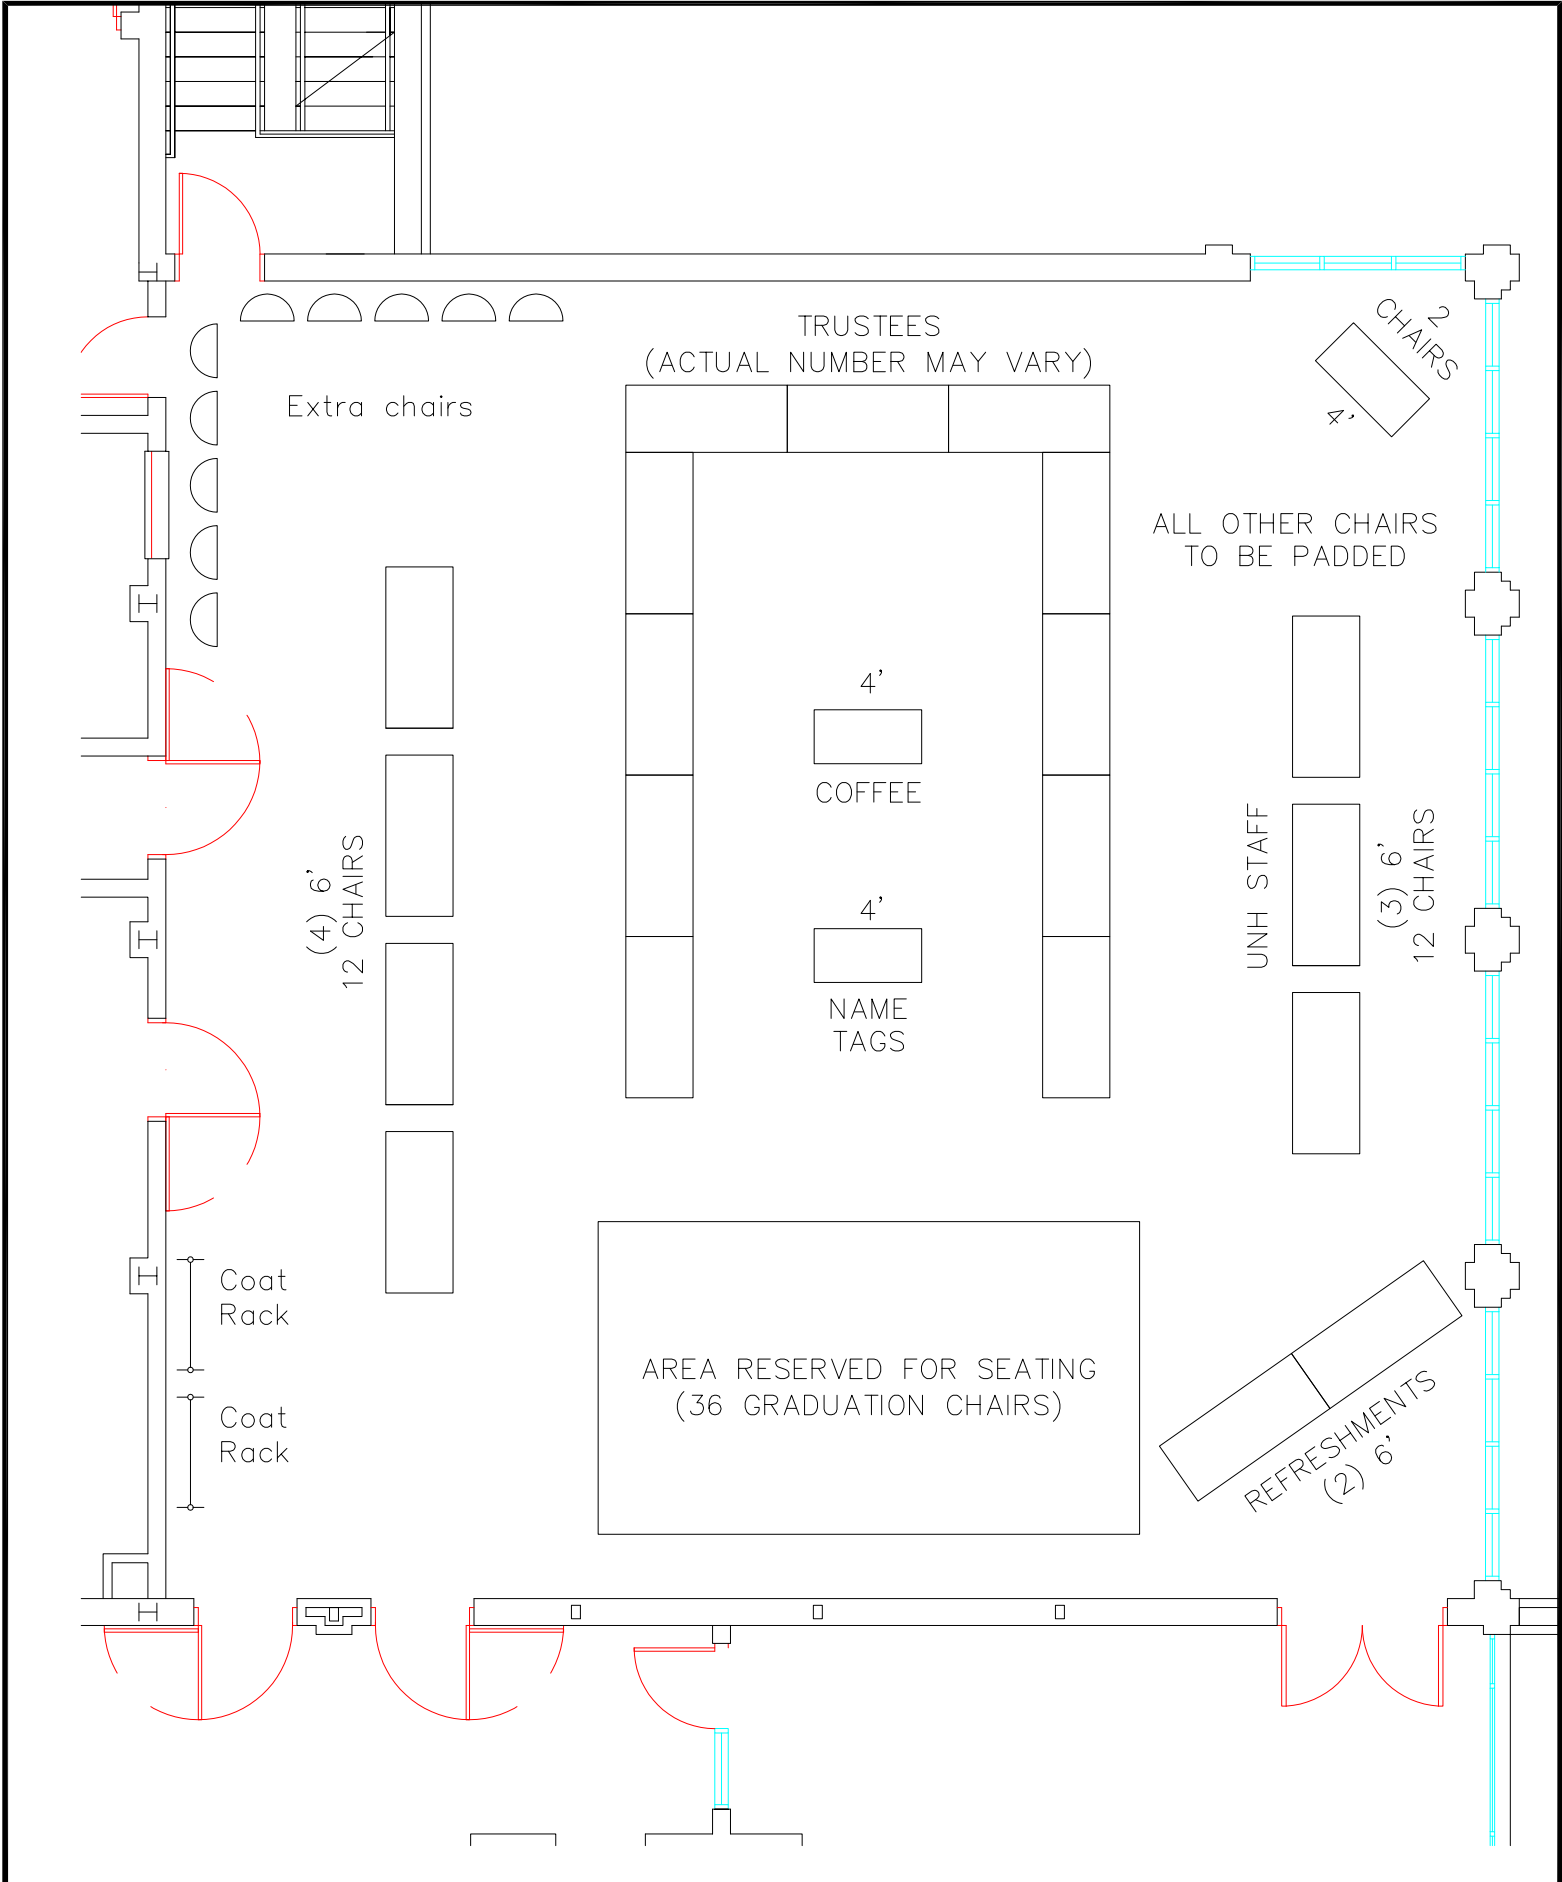 2
CHAIRS
4'
TRUSTEES
(ACTUAL NUMBER MAY VARY)
Extra chairs
ALL OTHER CHAIRS
TO BE PADDED
4'
COFFEE
(4) 6'
12 CHAIRS
4'
NAME
TAGS
UNH STAFF
(3) 6'
12 CHAIRS
Coat
Rack
Coat
Rack
AREA RESERVED FOR SEATING
(36 GRADUATION CHAIRS)
REFRESHMENTS
(2) 6'